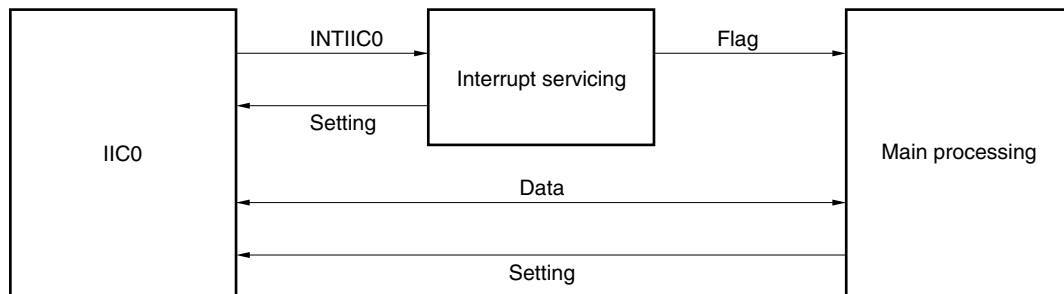 INTIIC0
Flag
Interrupt servicing
Setting
IIC0
Main processing
Data
Setting